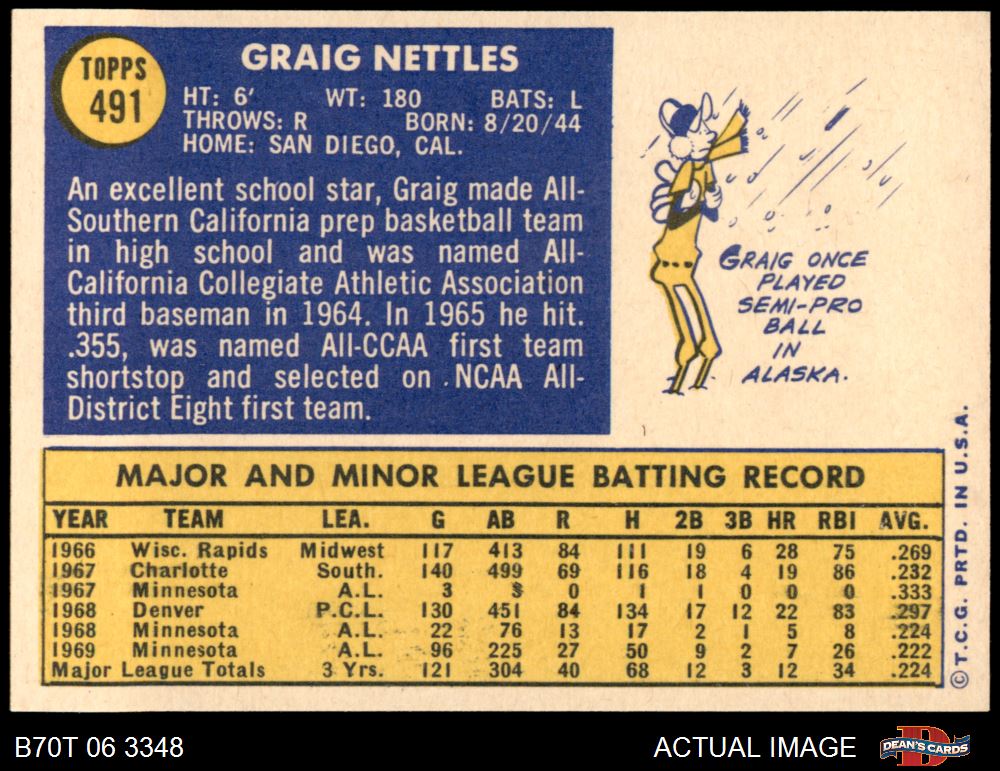 TOPPS
491
GRAIG NETTLES
HT: 6' WT: 180 BATS: L
THROWS: R BORN: 8/20/44
HOME: SAN DIEGO, CAL.
An excellent school star, Graig made All-
Southern California prep basketball team
in high school and was named All-
California Collegiate Athletic Association
third baseman in 1964. In 1965 he hit.
.355, was named All-CCAA first team
shortstop and selected on NCAA All-
District Eight first team.
GRAIG ONCE
PLAYED
SEMI-PRO
BALL
IN
ALASKA.
MAJOR AND MINOR LEAGUE BATTING RECORD
YEAR TEAM LEA. G AB R H 2B 3B HR RBI AVG.
1966 Wisc. Rapids Midwest 117 413 84 111 19 6 28 75 .269
1967 Charlotte South. 140 499 69 116 18 4 19 86 .232
1967 Minnesota A.L. 3 3 0 1 1 0 0 0 .333
1968 Denver P.C.L. 130 451 84 134 17 12 22 83 .297
1968 Minnesota A.L. 22 76 13 17 2 1 5 8 .224
1969 Minnesota A.L. 96 225 27 50 9 2 7 26 .222
Major League Totals 3 Yrs. 121 304 40 68 12 3 12 34 .224
©T.C.G. PRTD. IN U.S.A.
B70T 06 3348
ACTUAL IMAGE
D
DEAN'S CARDS